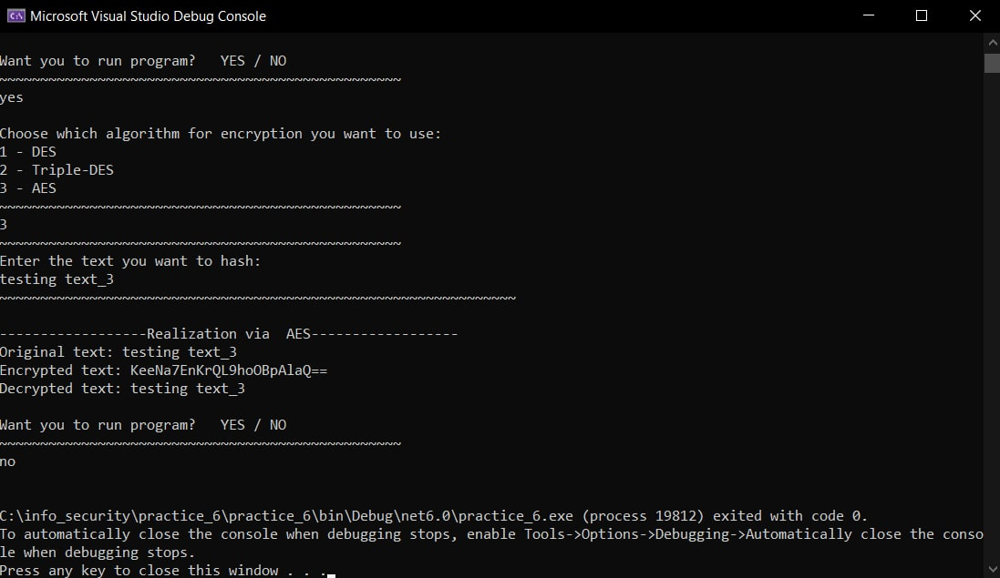 Microsoft Visual Studio Debug Console
Want you to run program?   YES / NO
~~~~~~~~~~~~~~~~~~~~~~~~~~~~~~~~~~~~~~~~~~~~~~~~~
yes
Choose which algorithm for encryption you want to use:
1 - DES
2 - Triple-DES
3 - AES
~~~~~~~~~~~~~~~~~~~~~~~~~~~~~~~~~~~~~~~~~~~~~~~~~
3
~~~~~~~~~~~~~~~~~~~~~~~~~~~~~~~~~~~~~~~~~~~~~~~~~
Enter the text you want to hash:
testing text_3
~~~~~~~~~~~~~~~~~~~~~~~~~~~~~~~~~~~~~~~~~~~~~~~~~~~~~~~~~~~~~~~
------------------Realization via  AES------------------
Original text: testing text_3
Encrypted text: KeeNa7EnKrQL9hoOBpAlaQ==
Decrypted text: testing text_3
Want you to run program?   YES / NO
~~~~~~~~~~~~~~~~~~~~~~~~~~~~~~~~~~~~~~~~~~~~~~~~~
no
C:\info_security\practice_6\practice_6\bin\Debug\net6.0\practice_6.exe (process 19812) exited with code 0.
To automatically close the console when debugging stops, enable Tools->Options->Debugging->Automatically close the conso
le when debugging stops.
Press any key to close this window . . .